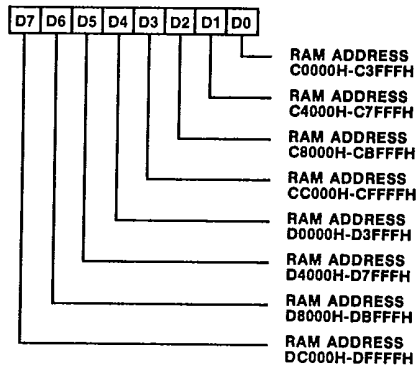 D7 D6 D5 D4 D3 D2 D1 D0
RAM ADDRESS
C0000H-C3FFFH
RAM ADDRESS
C4000H-C7FFFH
RAM ADDRESS
C8000H-CBFFFH
RAM ADDRESS
CC000H-CFFFFH
RAM ADDRESS
D0000H-D3FFFH
RAM ADDRESS
D4000H-D7FFFH
RAM ADDRESS
D8000H-DBFFFH
RAM ADDRESS
DC000H-DFFFFH